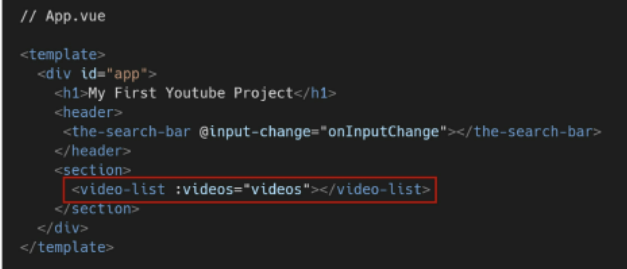 // App.vue
<template>
<div id="app">
<h1>My First Youtube Project</h1>
<header>
<the-search-bar @input-change="onInputChange"></the-search-bar>
</header>
<section>
<video-list :videos="videos"></video-list>
</section>
</div>
</template>